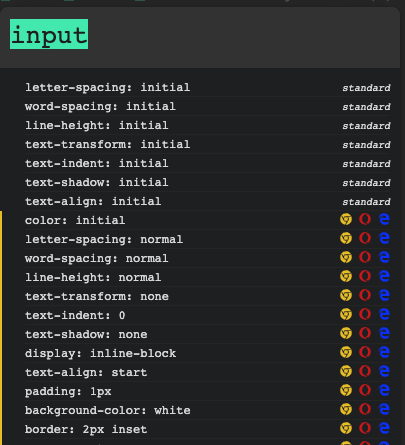 input
letter-spacing: initial standard
word-spacing: initial standard
line-height: initial standard
text-transform: initial standard
text-indent: initial standard
text-shadow: initial standard
text-align: initial standard
color: initial
letter-spacing: normal
word-spacing: normal
line-height: normal
text-transform: none
text-indent: 0
text-shadow: none
display: inline-block
text-align: start
padding: 1px
background-color: white
border: 2px inset